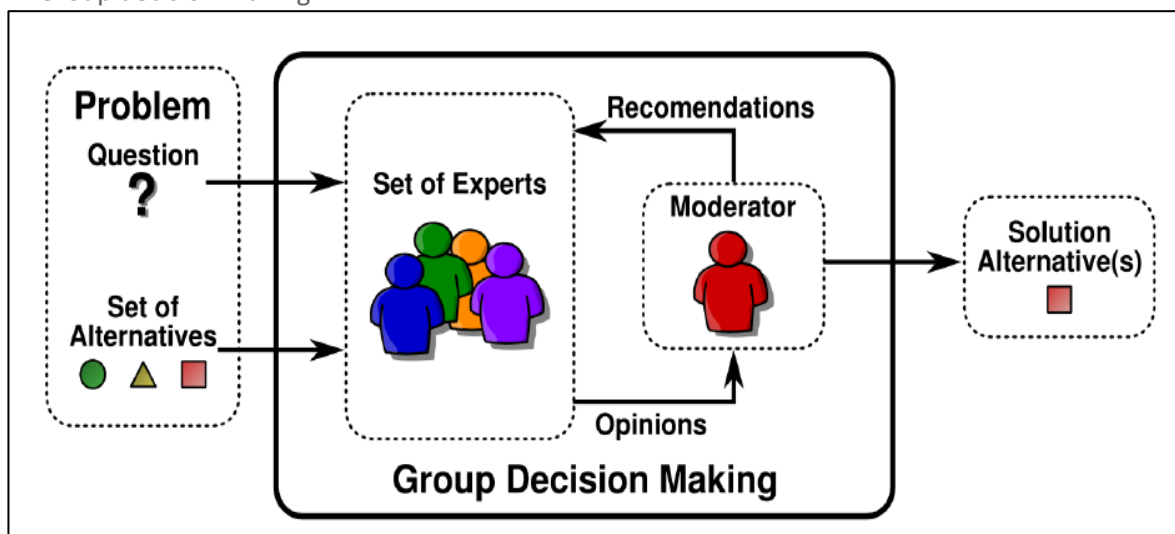 Problem
Question
?
Set of
Alternatives
Set of Experts
Recomendations
Moderator
Opinions
Group Decision Making
Solution
Alternative(s)